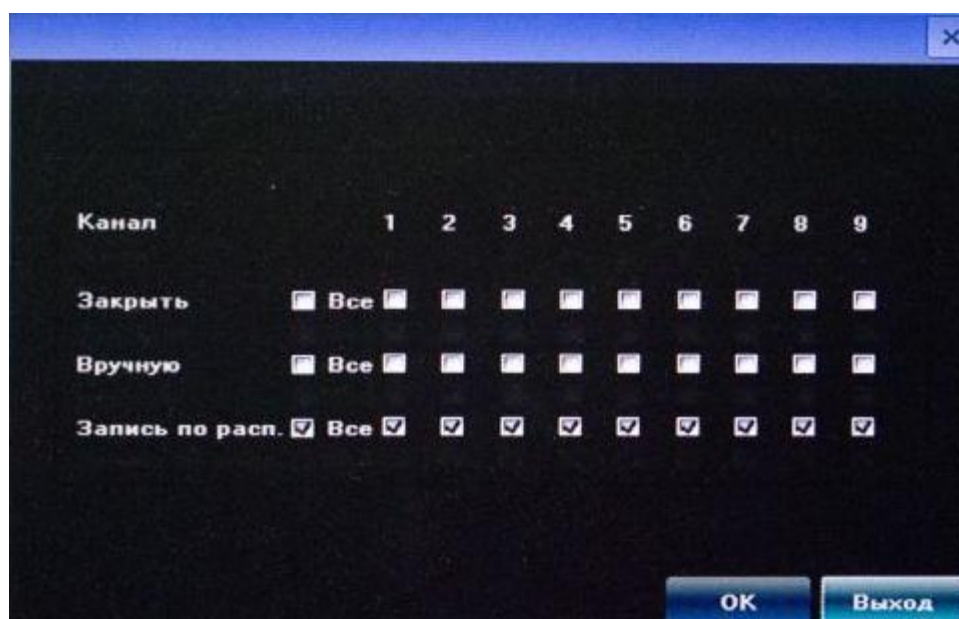 Канал 1 2 3 4 5 6 7 8 9
Закрыть Все
Вручную Все
Запись по расп. Все
OK Выход